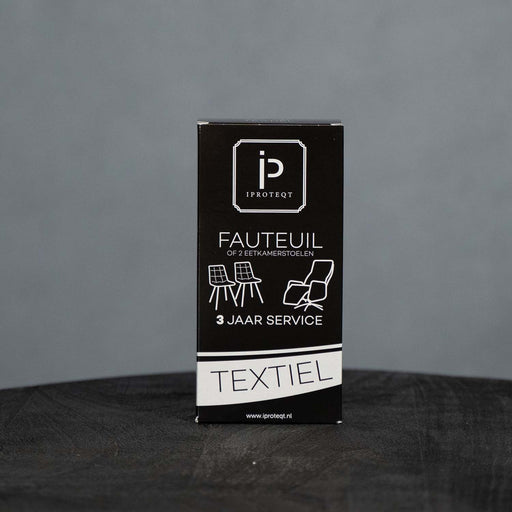 iP
IPROTEQT
FAUTEUIL
OF 2 EETKAMERSTOELEN
3 JAAR SERVICE
TEXTIEL
www.iproteqt.nl